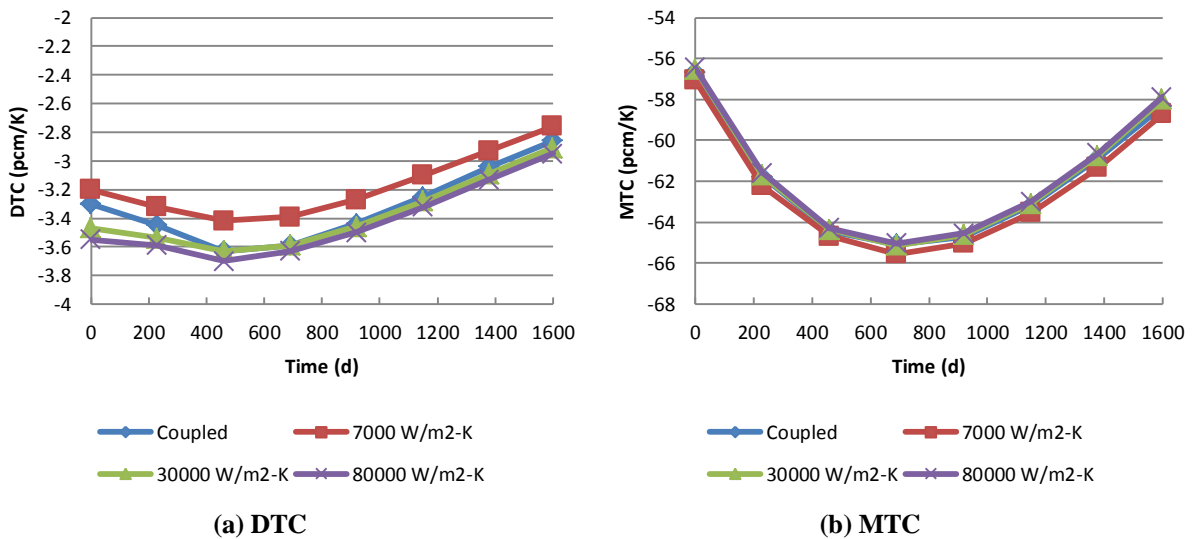 -2
-2.2
-2.4
-2.6
-2.8
-3
-3.2
-3.4
-3.6
-3.8
-4
DTC (pcm/K)
0 200 400 600 800 1000 1200 1400 1600
Time (d)
Coupled 7000 W/m2-K
30000 W/m2-K 80000 W/m2-K
(a) DTC
-54
-56
-58
-60
-62
-64
-66
-68
MTC (pcm/K)
0 200 400 600 800 1000 1200 1400 1600
Time (d)
Coupled 7000 W/m2-K
30000 W/m2-K 80000 W/m2-K
(b) MTC